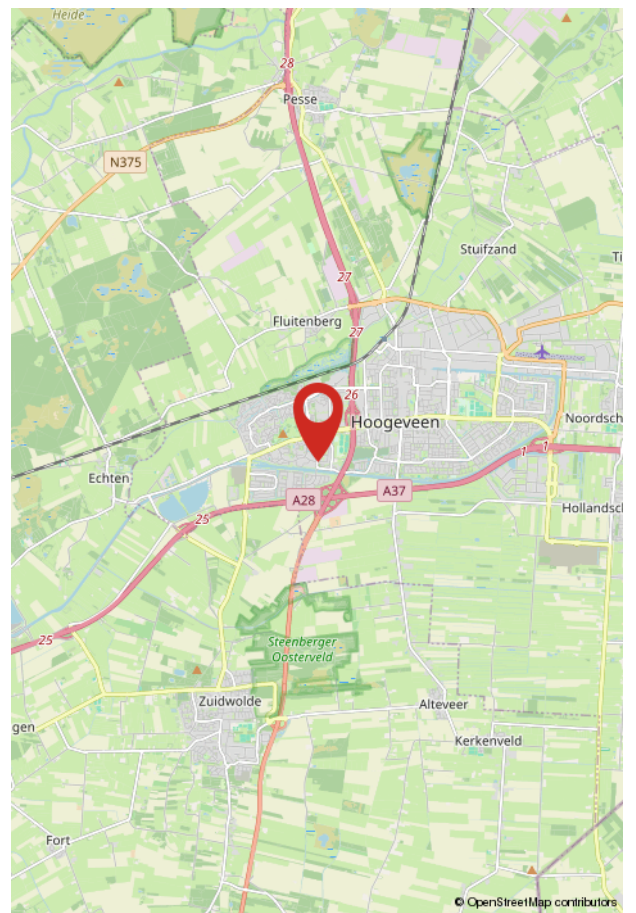 Heide
28
Pesse
N375
Stuifzand
27
Fluitenberg
27
26
Hoogeveen
Noordsch
1
1
Echten
A28
A37
Hollandsch
25
25
Steenberger
Oosterveld
Zuidwolde
Alteveer
gen
Kerkenveld
Fort
© OpenStreetMap contributors